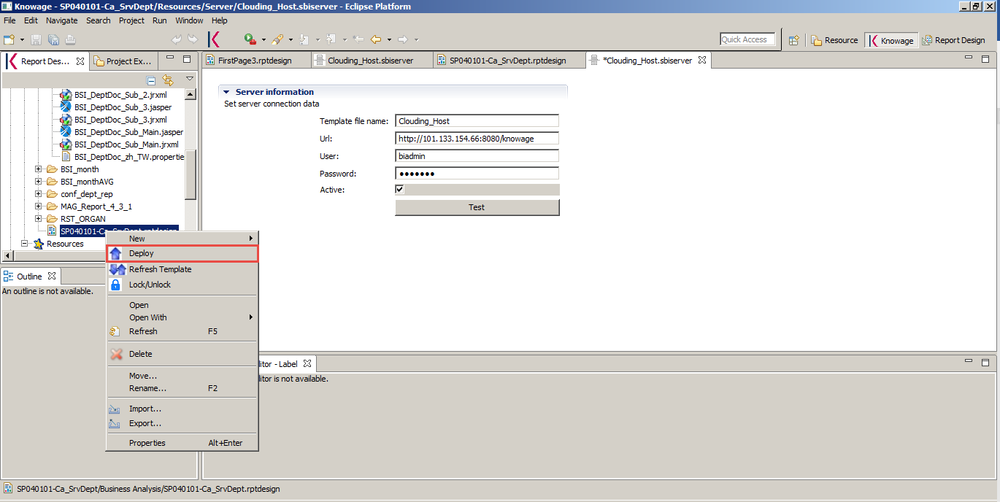 Knowage - SP040101-Ca_SrvDept/Resources/Server/Clouding_Host.sbiserver - Eclipse Platform
File Edit Navigate Search Project Run Window Help
Quick Access Resource Knowage Report Design
Report Des... Project Ex...
FirstPage3.rptdesign Clouding_Host.sbiserver SP040101-Ca_SrvDept.rptdesign *Clouding_Host.sbiserver
BSI_DeptDoc_Sub_2.jrxml
BSI_DeptDoc_Sub_3.jasper
BSI_DeptDoc_Sub_3.jrxml
BSI_DeptDoc_Sub_Main.jasper
BSI_DeptDoc_Sub_Main.jrxml
BSI_DeptDoc_zh_TW.propertie
BSI_month
BSI_monthAVG
conf_dept_rep
MAG_Report_4_3_1
RST_ORGAN
SP040101-Ca_SrvDept.rptdesign
Resources
Server information
Set server connection data
Template file name: Clouding_Host
Url: http://101.133.154.66:8080/knowage
User: biadmin
Password: ●●●●●●●
Active:
Test
New
Deploy
Refresh Template
Lock/Unlock
Open
Open With
Refresh F5
Delete
Move...
Rename... F2
Import...
Export...
Properties Alt+Enter
Outline
An outline is not available.
itor - Label
itor is not available.
SP040101-Ca_SrvDept/Business Analysis/SP040101-Ca_SrvDept.rptdesign